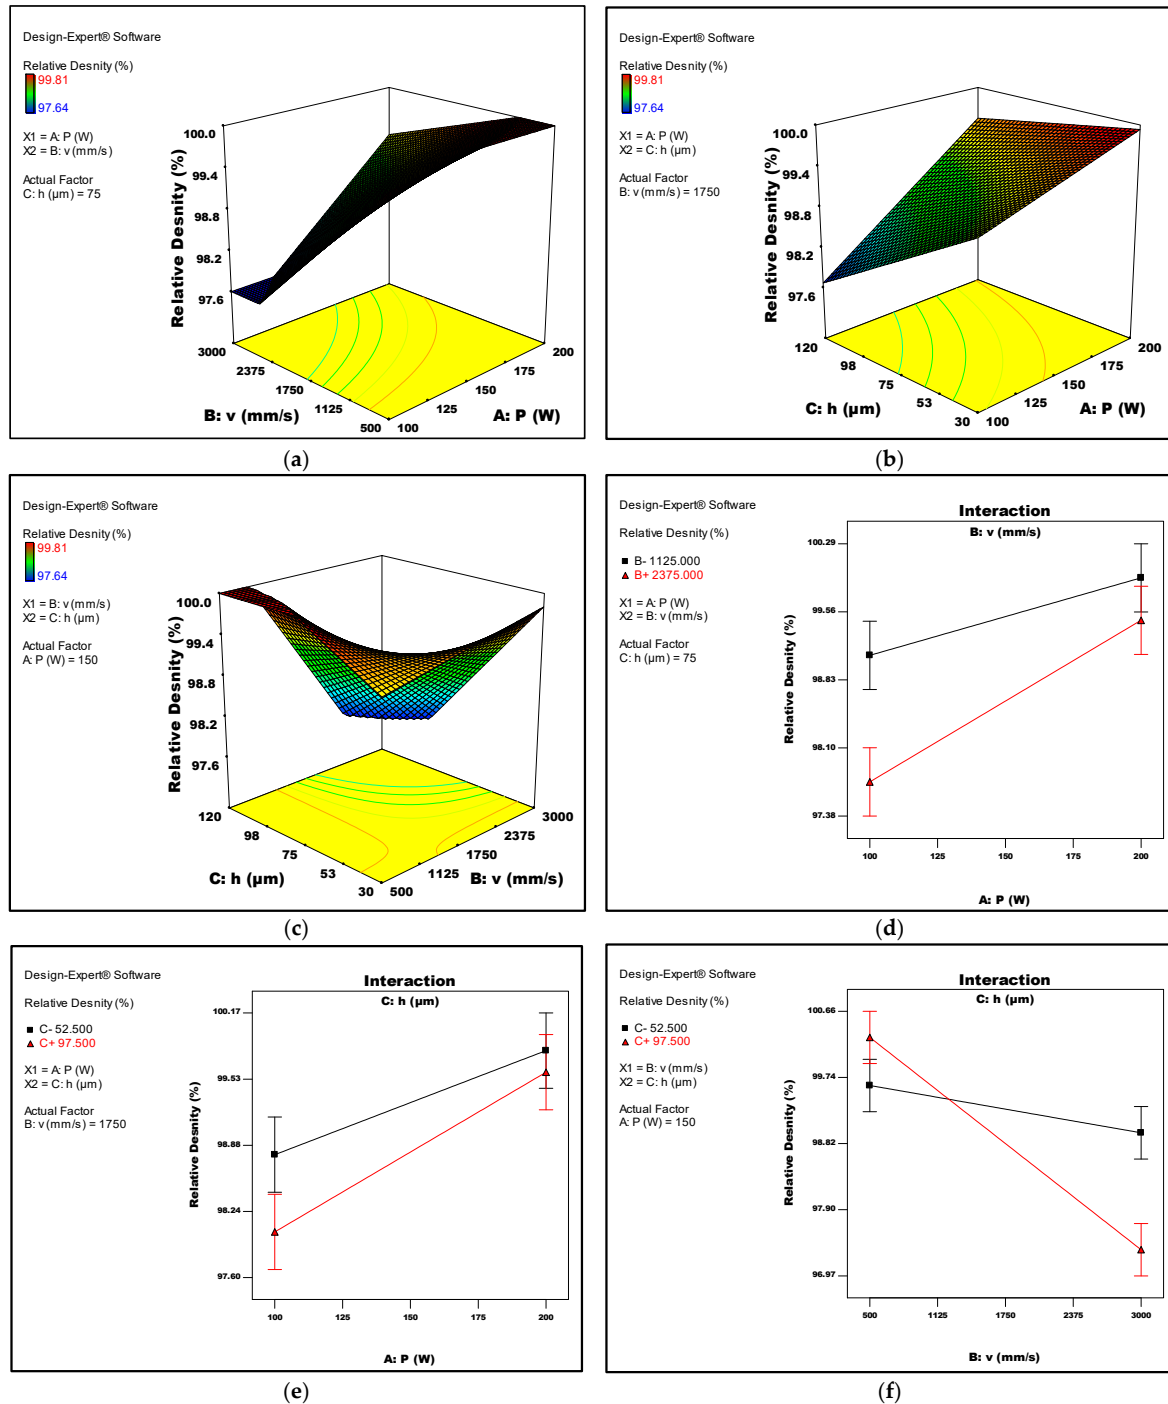 Design-Expert® Software
Relative Desnity (%)
99.81
97.64
X1 = A: P (W)
X2 = B: v (mm/s)
Actual Factor
C: h (µm) = 75
Relative Desnity (%)
100.0
99.4
98.8
98.2
97.6
3000
2375
1750
1125
500
B: v (mm/s)
100
125
150
175
200
A: P (W)
(a)
Design-Expert® Software
Relative Desnity (%)
99.81
97.64
X1 = A: P (W)
X2 = C: h (µm)
Actual Factor
B: v (mm/s) = 1750
Relative Desnity (%)
100.0
99.4
98.8
98.2
97.6
120
98
75
53
30
C: h (µm)
100
125
150
175
200
A: P (W)
(b)
Design-Expert® Software
Relative Desnity (%)
99.81
97.64
X1 = B: v (mm/s)
X2 = C: h (µm)
Actual Factor
A: P (W) = 150
Relative Desnity (%)
100.0
99.4
98.8
98.2
97.6
120
98
75
53
30
C: h (µm)
500
1125
1750
2375
3000
B: v (mm/s)
(c)
Design-Expert® Software
Relative Desnity (%)
B- 1125.000
B+ 2375.000
X1 = A: P (W)
X2 = B: v (mm/s)
Actual Factor
C: h (µm) = 75
Interaction
B: v (mm/s)
Relative Desnity (%)
100.29
99.56
98.83
98.10
97.38
100
125
150
175
200
A: P (W)
(d)
Design-Expert® Software
Relative Desnity (%)
C- 52.500
C+ 97.500
X1 = A: P (W)
X2 = C: h (µm)
Actual Factor
B: v (mm/s) = 1750
Interaction
C: h (µm)
Relative Desnity (%)
100.17
99.53
98.88
98.24
97.60
100
125
150
175
200
A: P (W)
(e)
Design-Expert® Software
Relative Desnity (%)
C- 52.500
C+ 97.500
X1 = B: v (mm/s)
X2 = C: h (µm)
Actual Factor
A: P (W) = 150
Interaction
C: h (µm)
Relative Desnity (%)
100.66
99.74
98.82
97.90
96.97
500
1125
1750
2375
3000
B: v (mm/s)
(f)